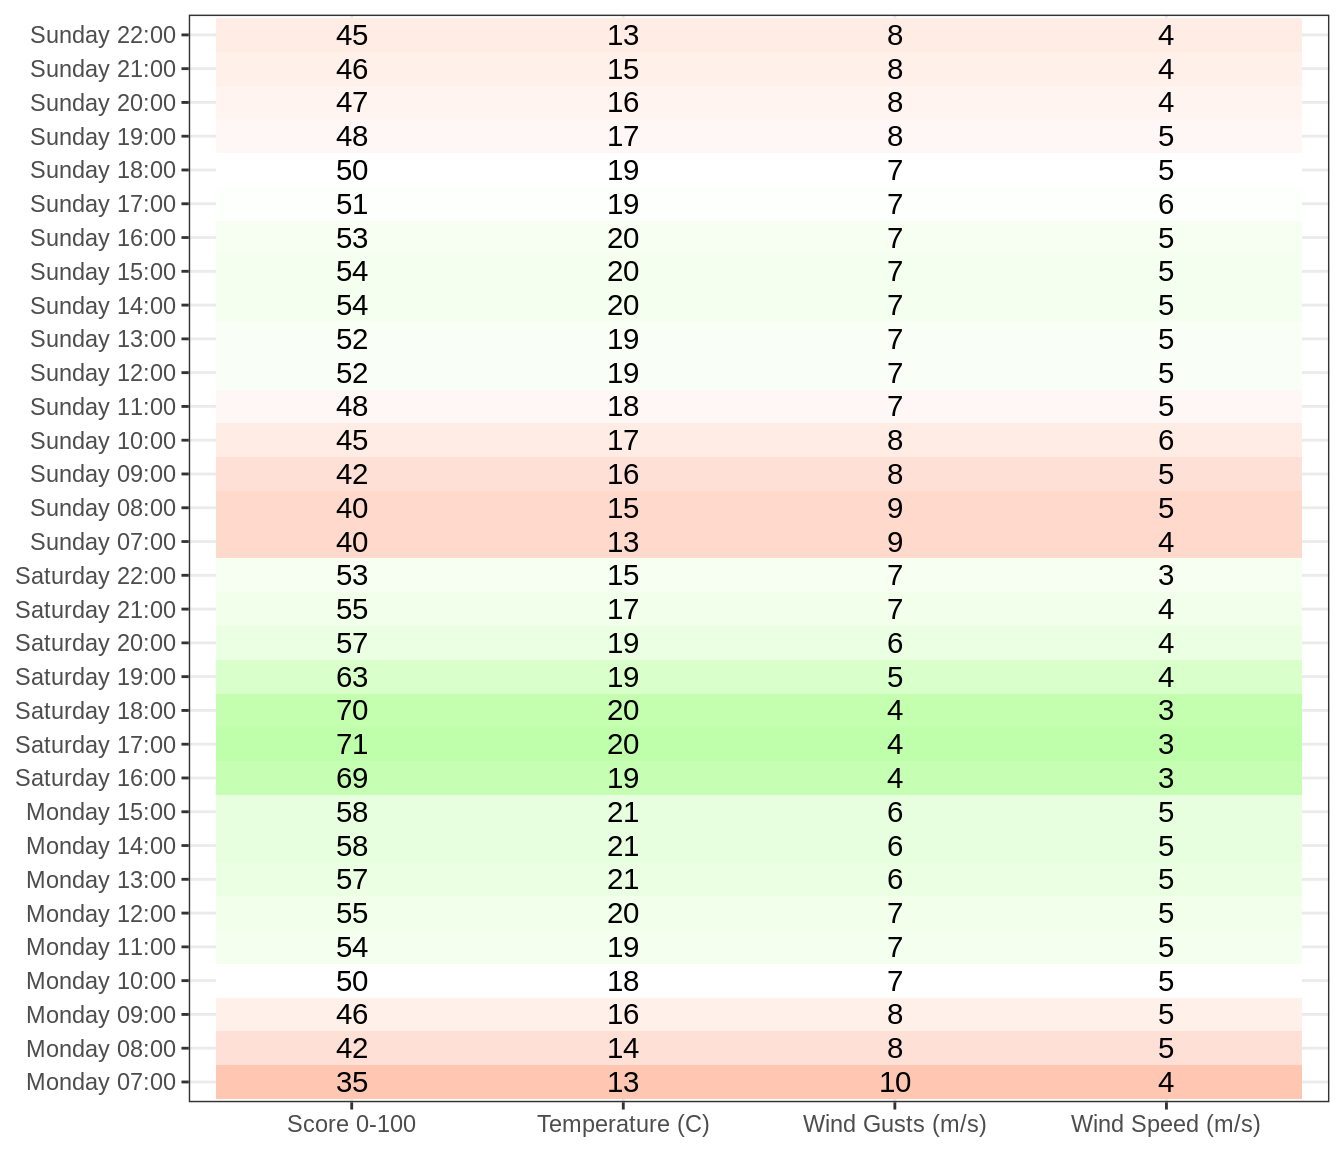 Sunday 22:00 45 13 8 4
Sunday 21:00 46 15 8 4
Sunday 20:00 47 16 8 4
Sunday 19:00 48 17 8 5
Sunday 18:00 50 19 7 5
Sunday 17:00 51 19 7 6
Sunday 16:00 53 20 7 5
Sunday 15:00 54 20 7 5
Sunday 14:00 54 20 7 5
Sunday 13:00 52 19 7 5
Sunday 12:00 52 19 7 5
Sunday 11:00 48 18 7 5
Sunday 10:00 45 17 8 6
Sunday 09:00 42 16 8 5
Sunday 08:00 40 15 9 5
Sunday 07:00 40 13 9 4
Saturday 22:00 53 15 7 3
Saturday 21:00 55 17 7 4
Saturday 20:00 57 19 6 4
Saturday 19:00 63 19 5 4
Saturday 18:00 70 20 4 3
Saturday 17:00 71 20 4 3
Saturday 16:00 69 19 4 3
Monday 15:00 58 21 6 5
Monday 14:00 58 21 6 5
Monday 13:00 57 21 6 5
Monday 12:00 55 20 7 5
Monday 11:00 54 19 7 5
Monday 10:00 50 18 7 5
Monday 09:00 46 16 8 5
Monday 08:00 42 14 8 5
Monday 07:00 35 13 10 4
Score 0-100 Temperature (C) Wind Gusts (m/s) Wind Speed (m/s)